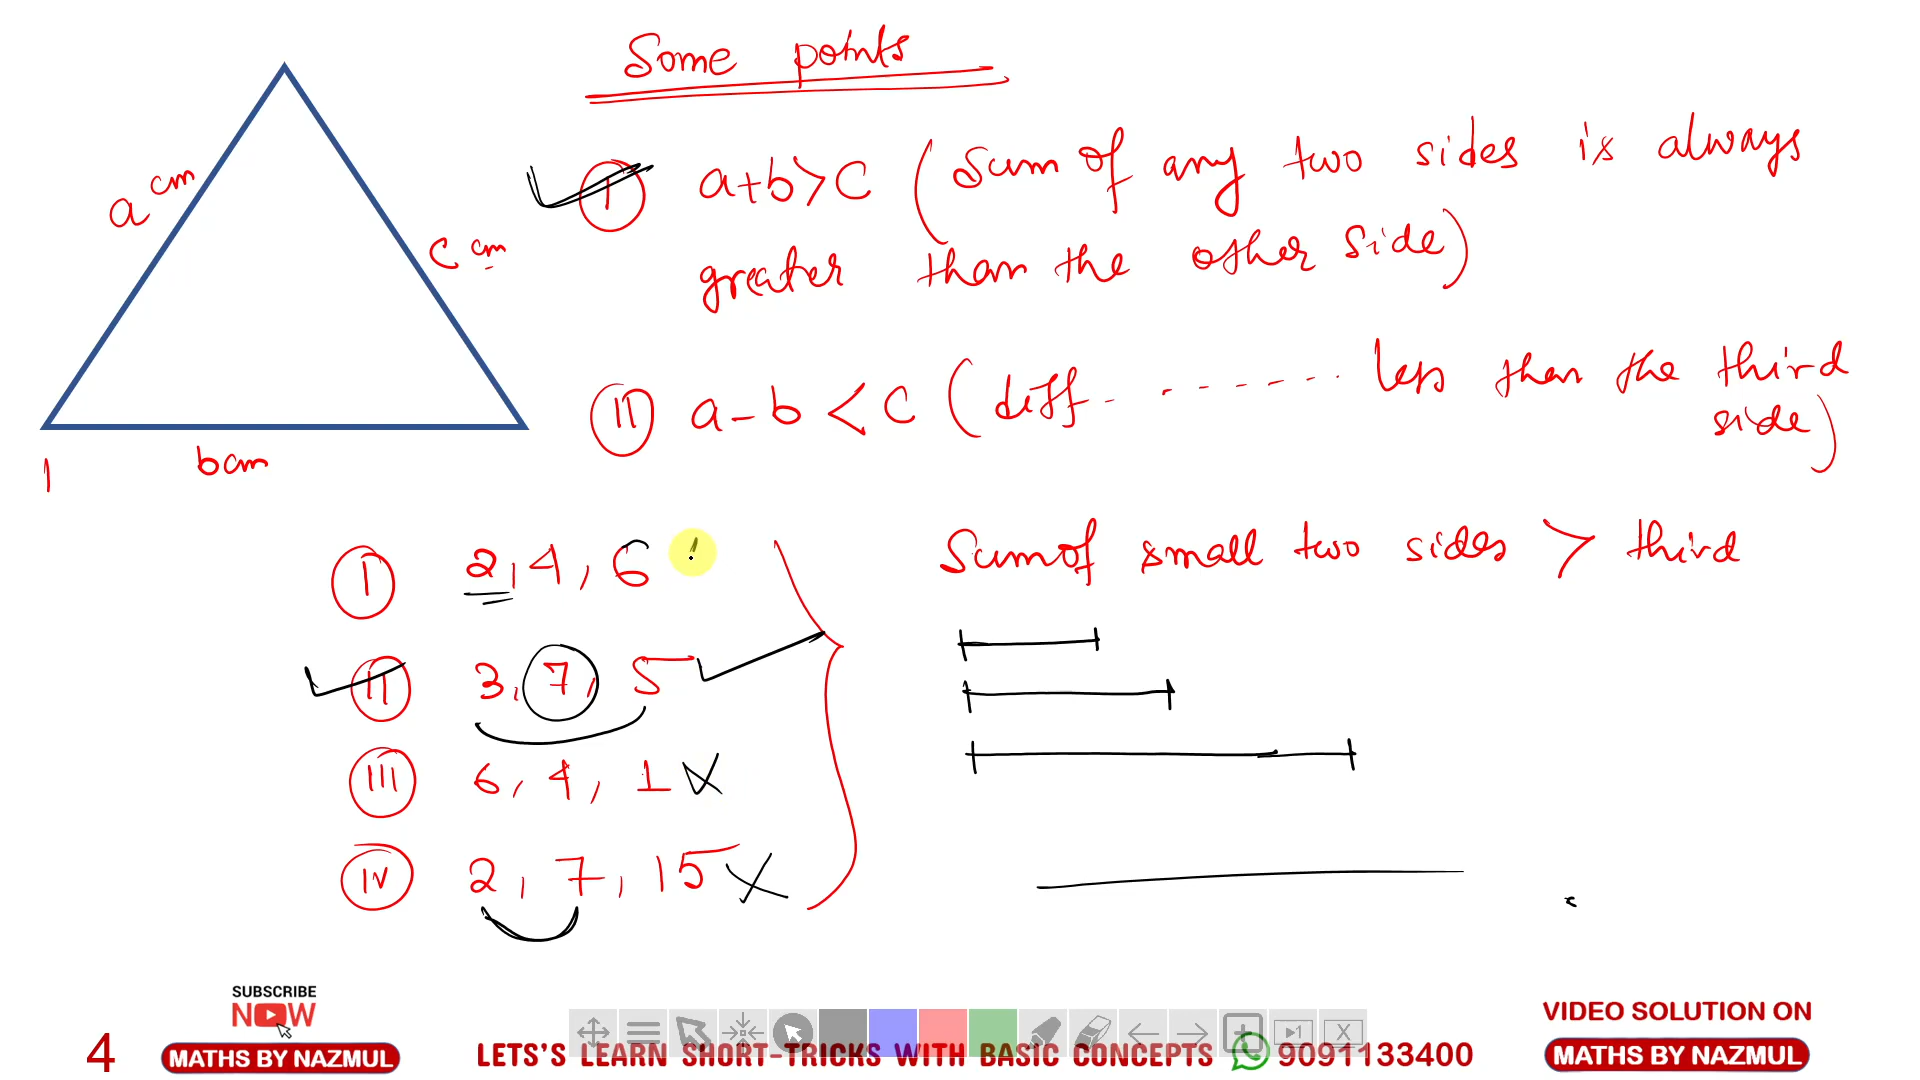 Some points
a cm
c cm
b cm
1
I a+b>c (Sum of any two sides is always
greater than the other side)
II a-b<c (diff. ....... less than the third
side)
I 2, 4, 6
II 3, 7, 5
III 6, 4, 1
IV 2, 7, 15
Sum of small two sides > third
4
SUBSCRIBE
NOW
MATHS BY NAZMUL
LETS'S LEARN SHORT-TRICKS WITH BASIC CONCEPTS 9091133400
VIDEO SOLUTION ON
MATHS BY NAZMUL